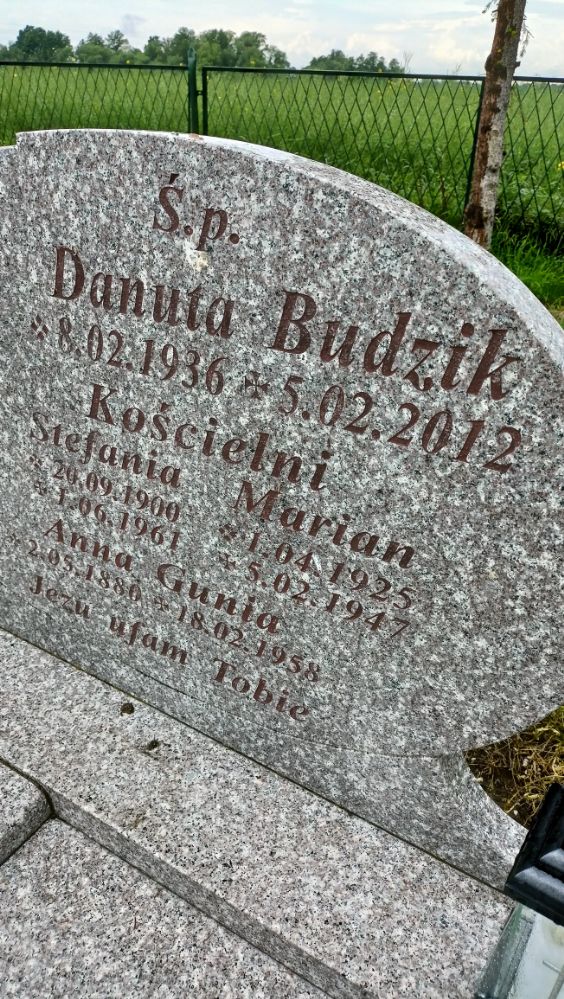 Ś.p.
Danuta Budzik
* 8.02.1936 ✠ 5.02.2012
Kościelni
Stefania Marian
* 20.09.1900 * 1.04.1925
✠ 1.06.1961 ✠ 5.02.1947
Anna Gunia
* 2.05.1880 ✠ 18.02.1958
Jezu ufam Tobie